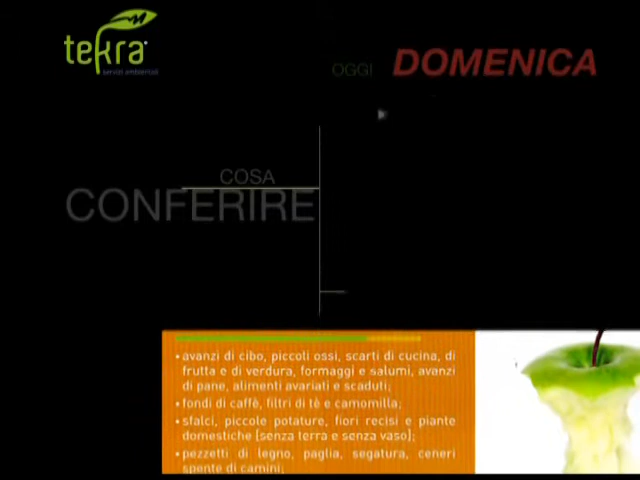 tekra
servizi ambientali
OGGI DOMENICA
COSA
CONFERIRE
• avanzi di cibo, piccoli ossi, scarti di cucina, di
frutta e di verdura, formaggi e salumi, avanzi
di pane, alimenti avariati e scaduti;
• fondi di caffè, filtri di tè e camomilla;
• sfalci, piccole potature, fiori recisi e piante
domestiche (senza terra e senza vaso);
• pezzetti di legno, paglia, segatura, ceneri
spente di camini;